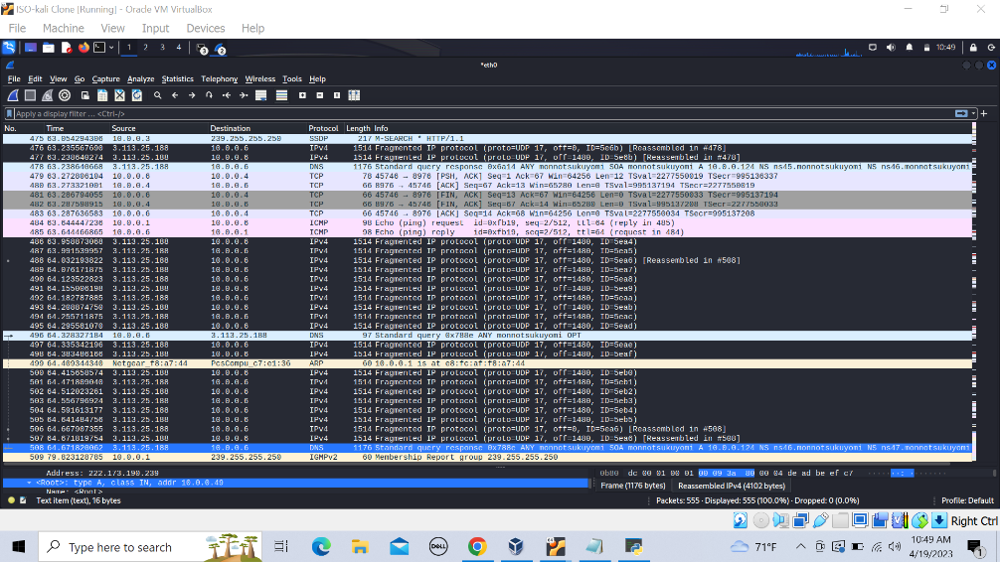 ISO-kali Clone [Running] - Oracle VM VirtualBox
File Machine View Input Devices Help
1 2 3 4 10:49
*eth0
File Edit View Go Capture Analyze Statistics Telephony Wireless Tools Help
Apply a display filter ... <Ctrl-/>
No. Time Source Destination Protocol Length Info
475 63.054294306 10.0.0.3 239.255.255.250 SSDP 217 M-SEARCH * HTTP/1.1
476 63.235567690 3.113.25.188 10.0.0.6 IPv4 1514 Fragmented IP protocol (proto=UDP 17, off=0, ID=5e6b) [Reassembled in #478]
477 63.238640274 3.113.25.188 10.0.0.6 IPv4 1514 Fragmented IP protocol (proto=UDP 17, off=1480, ID=5e6b) [Reassembled in #478]
478 63.238640668 3.113.25.188 10.0.0.6 DNS 1176 Standard query response 0x6a14 ANY monnotsukuyomi SOA monnotsukuyomi A 10.0.0.124 NS ns45.monnotsukuyomi NS ns46.monnotsukuyomi
479 63.272806104 10.0.0.4 10.0.0.6 TCP 78 45746 → 8976 [PSH, ACK] Seq=1 Ack=67 Win=64256 Len=12 TSval=2277550019 TSecr=995136337
480 63.273321001 10.0.0.6 10.0.0.4 TCP 66 8976 → 45746 [ACK] Seq=67 Ack=13 Win=65280 Len=0 TSval=995137194 TSecr=2277550019
481 63.286794055 10.0.0.4 10.0.0.6 TCP 66 45746 → 8976 [FIN, ACK] Seq=13 Ack=67 Win=64256 Len=0 TSval=2277550033 TSecr=995137194
482 63.287598915 10.0.0.6 10.0.0.4 TCP 66 8976 → 45746 [FIN, ACK] Seq=67 Ack=14 Win=65280 Len=0 TSval=995137208 TSecr=2277550033
483 63.287636583 10.0.0.4 10.0.0.6 TCP 66 45746 → 8976 [ACK] Seq=14 Ack=68 Win=64256 Len=0 TSval=2277550034 TSecr=995137208
484 63.644447236 10.0.0.6 10.0.0.1 ICMP 98 Echo (ping) request id=0xfb19, seq=2/512, ttl=64 (reply in 485)
485 63.644466865 10.0.0.1 10.0.0.6 ICMP 98 Echo (ping) reply id=0xfb19, seq=2/512, ttl=64 (request in 484)
486 63.958873068 3.113.25.188 10.0.0.6 IPv4 1514 Fragmented IP protocol (proto=UDP 17, off=1480, ID=5ea4)
487 63.991539957 3.113.25.188 10.0.0.6 IPv4 1514 Fragmented IP protocol (proto=UDP 17, off=1480, ID=5ea5)
488 64.032193822 3.113.25.188 10.0.0.6 IPv4 1514 Fragmented IP protocol (proto=UDP 17, off=1480, ID=5ea6) [Reassembled in #508]
489 64.076171875 3.113.25.188 10.0.0.6 IPv4 1514 Fragmented IP protocol (proto=UDP 17, off=1480, ID=5ea7)
490 64.123522823 3.113.25.188 10.0.0.6 IPv4 1514 Fragmented IP protocol (proto=UDP 17, off=1480, ID=5ea8)
491 64.155006198 3.113.25.188 10.0.0.6 IPv4 1514 Fragmented IP protocol (proto=UDP 17, off=1480, ID=5ea9)
492 64.182787885 3.113.25.188 10.0.0.6 IPv4 1514 Fragmented IP protocol (proto=UDP 17, off=1480, ID=5eaa)
493 64.208874750 3.113.25.188 10.0.0.6 IPv4 1514 Fragmented IP protocol (proto=UDP 17, off=1480, ID=5eab)
494 64.255711875 3.113.25.188 10.0.0.6 IPv4 1514 Fragmented IP protocol (proto=UDP 17, off=1480, ID=5eac)
495 64.295581070 3.113.25.188 10.0.0.6 IPv4 1514 Fragmented IP protocol (proto=UDP 17, off=1480, ID=5ead)
496 64.328327184 10.0.0.6 3.113.25.188 DNS 97 Standard query 0x788e ANY monnotsukuyomi OPT
497 64.335342196 3.113.25.188 10.0.0.6 IPv4 1514 Fragmented IP protocol (proto=UDP 17, off=1480, ID=5eae)
498 64.383486166 3.113.25.188 10.0.0.6 IPv4 1514 Fragmented IP protocol (proto=UDP 17, off=1480, ID=5eaf)
499 64.409344340 Netgear_f8:a7:44 PcsCompu_c7:e1:36 ARP 60 10.0.0.1 is at e8:fc:af:f8:a7:44
500 64.415658574 3.113.25.188 10.0.0.6 IPv4 1514 Fragmented IP protocol (proto=UDP 17, off=1480, ID=5eb0)
501 64.471809040 3.113.25.188 10.0.0.6 IPv4 1514 Fragmented IP protocol (proto=UDP 17, off=1480, ID=5eb1)
502 64.512023261 3.113.25.188 10.0.0.6 IPv4 1514 Fragmented IP protocol (proto=UDP 17, off=1480, ID=5eb2)
503 64.556796924 3.113.25.188 10.0.0.6 IPv4 1514 Fragmented IP protocol (proto=UDP 17, off=1480, ID=5eb3)
504 64.591613177 3.113.25.188 10.0.0.6 IPv4 1514 Fragmented IP protocol (proto=UDP 17, off=1480, ID=5eb4)
505 64.641484756 3.113.25.188 10.0.0.6 IPv4 1514 Fragmented IP protocol (proto=UDP 17, off=1480, ID=5eb5)
506 64.667987355 3.113.25.188 10.0.0.6 IPv4 1514 Fragmented IP protocol (proto=UDP 17, off=0, ID=5ea6) [Reassembled in #508]
507 64.671819754 3.113.25.188 10.0.0.6 IPv4 1514 Fragmented IP protocol (proto=UDP 17, off=1480, ID=5ea6) [Reassembled in #508]
508 64.671820062 3.113.25.188 10.0.0.6 DNS 1176 Standard query response 0x788e ANY monnotsukuyomi SOA monnotsukuyomi A 10.0.0.124 NS ns46.monnotsukuyomi NS ns47.monnotsukuyomi
509 79.823128785 10.0.0.1 239.255.255.250 IGMPv2 60 Membership Report group 239.255.255.250
Address: 222.173.190.239 0b80 dc 00 01 00 01 00 09 3a 80 00 04 de ad be ef c7
<Root>: type A, class IN, addr 10.0.0.49
Name: <Root> Frame (1176 bytes) Reassembled IPv4 (4102 bytes)
Text item (text), 16 bytes Packets: 555 · Displayed: 555 (100.0%) · Dropped: 0 (0.0%) Profile: Default
Right Ctrl
Type here to search 71°F 10:49 AM
4/19/2023 1